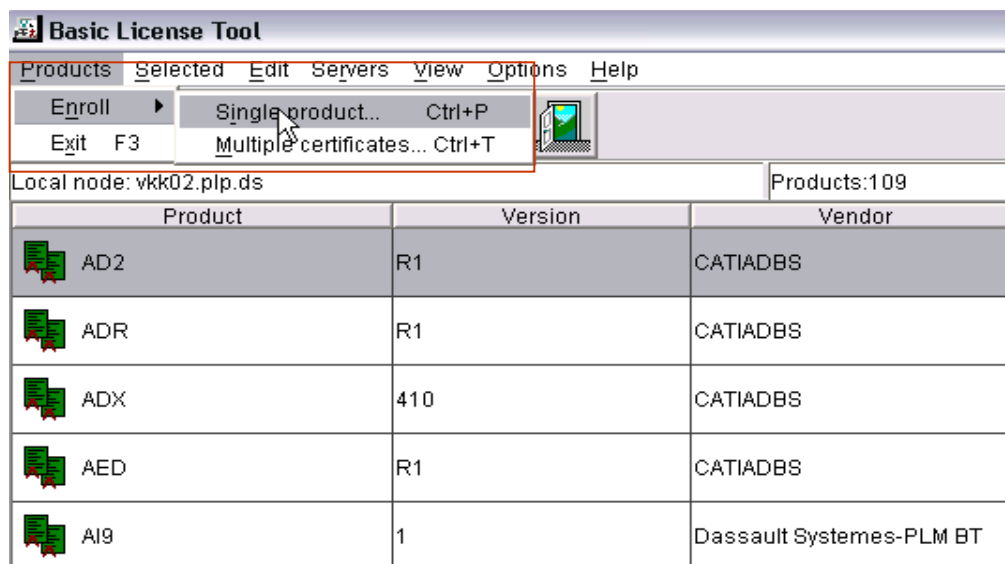 Basic License Tool
Products Selected Edit Servers View Options Help
Enroll Single product... Ctrl+P
Exit F3 Multiple certificates... Ctrl+T
Local node: vkk02.plp.ds Products:109
Product Version Vendor
AD2 R1 CATIADBS
ADR R1 CATIADBS
ADX 410 CATIADBS
AED R1 CATIADBS
AI9 1 Dassault Systemes-PLM BT